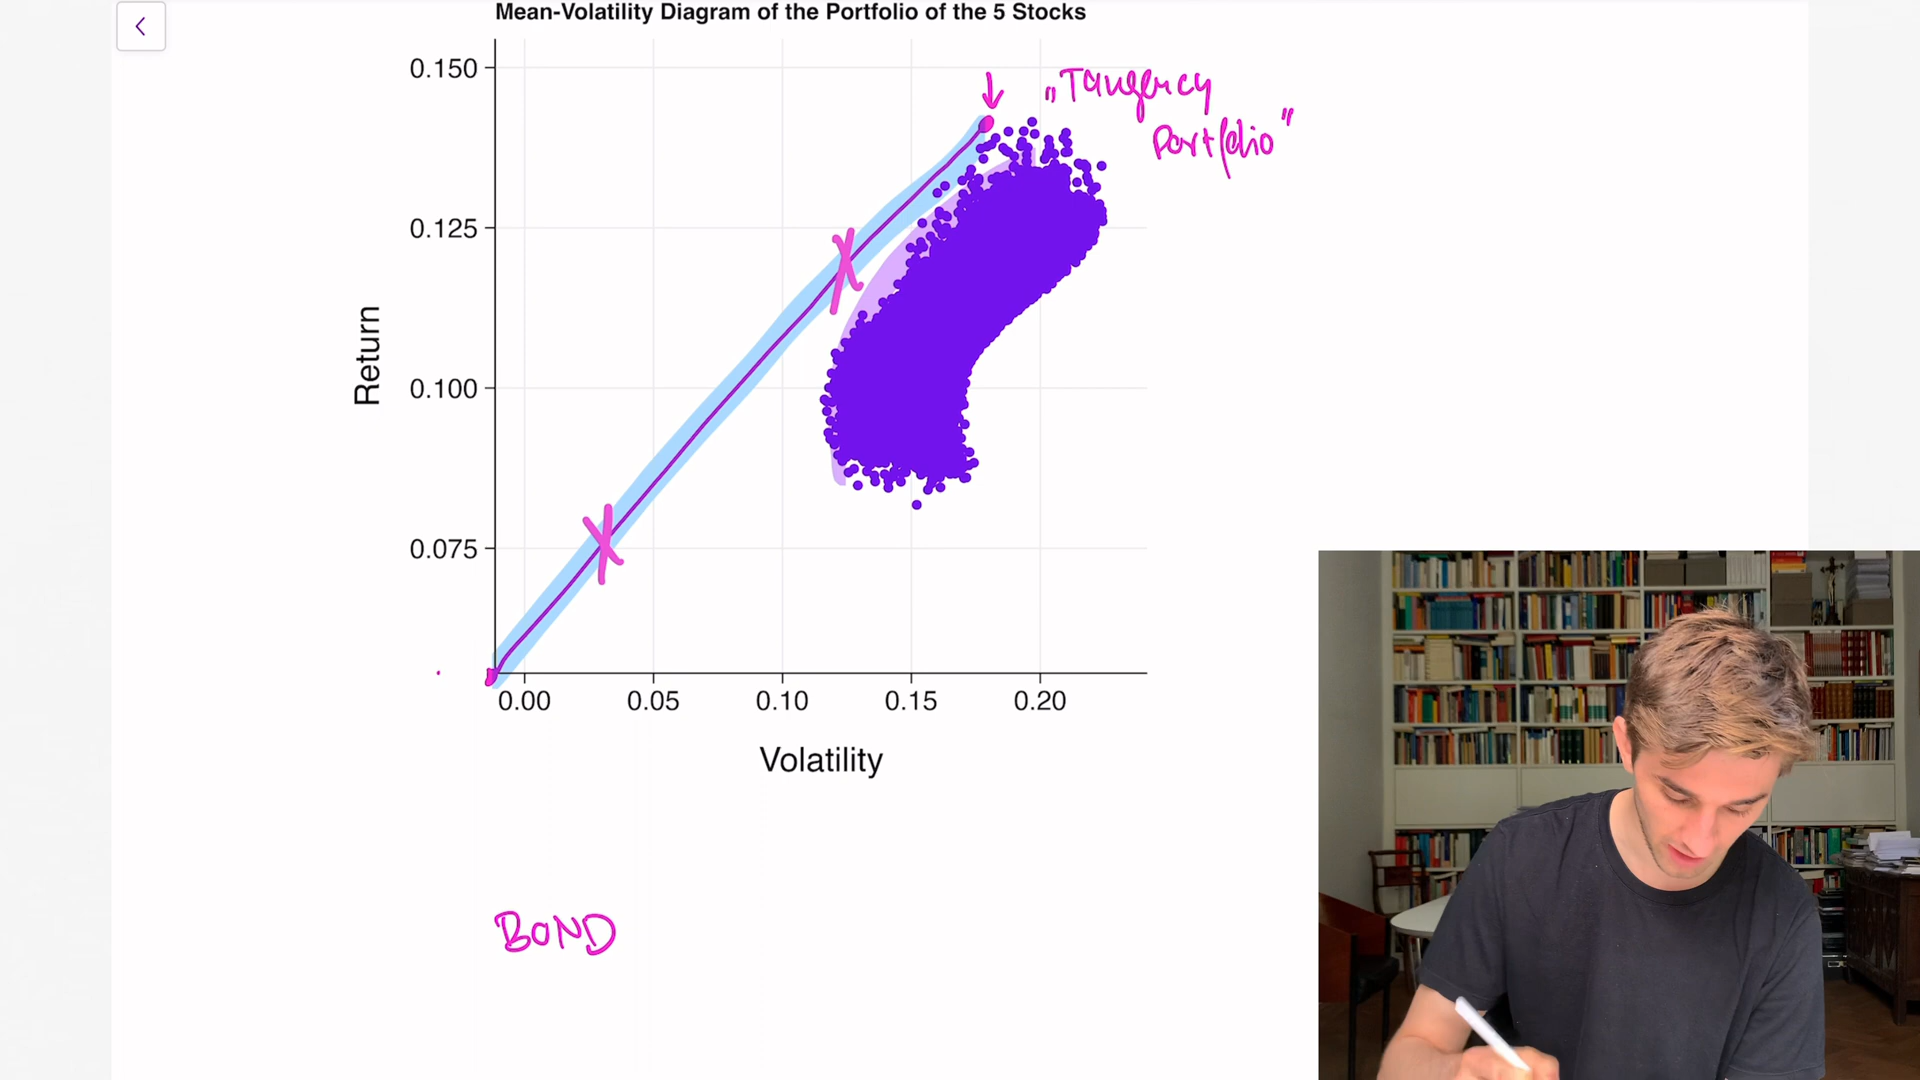 Mean-Volatility Diagram of the Portfolio of the 5 Stocks
0.150
„Tangency
Portfolio"
0.125
Return
0.100
0.075
0.00 0.05 0.10 0.15 0.20
Volatility
BOND